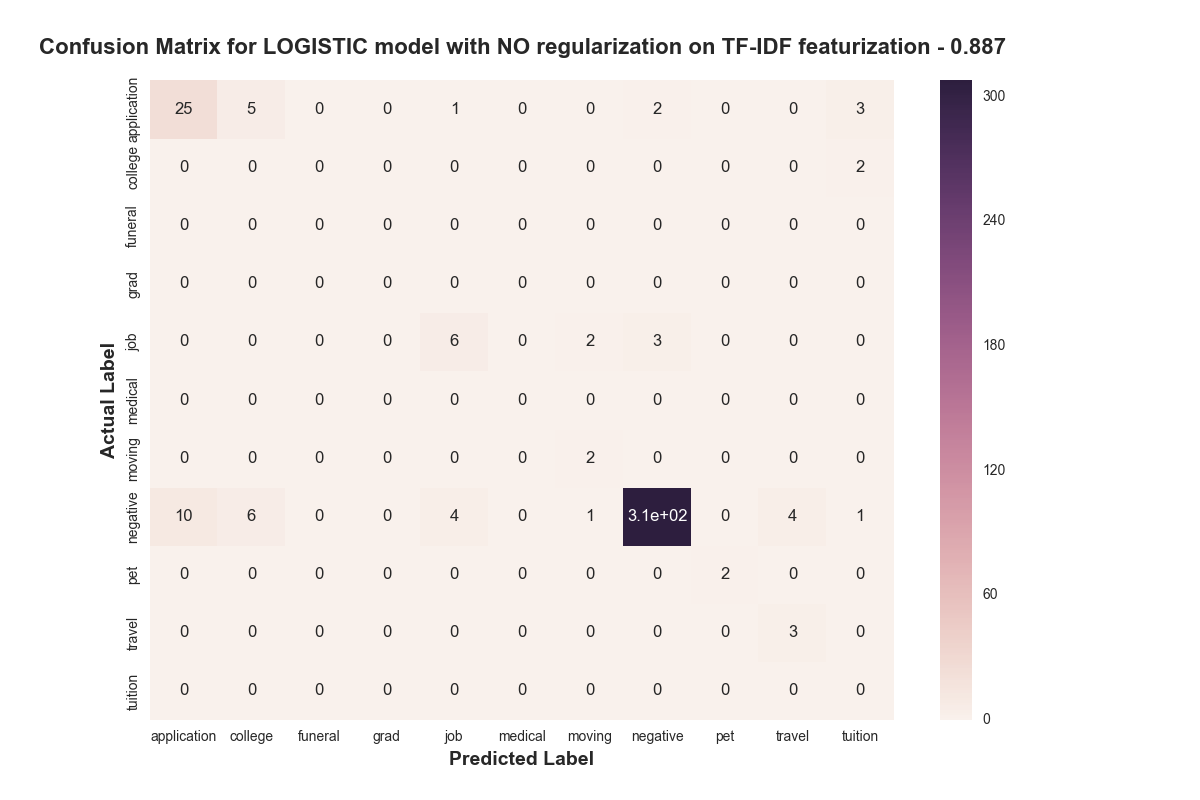 Confusion Matrix for LOGISTIC model with NO regularization on TF-IDF featurization - 0.887
Actual Label
application 25 5 0 0 1 0 0 2 0 0 3
college 0 0 0 0 0 0 0 0 0 0 2
funeral 0 0 0 0 0 0 0 0 0 0 0
grad 0 0 0 0 0 0 0 0 0 0 0
job 0 0 0 0 6 0 2 3 0 0 0
medical 0 0 0 0 0 0 0 0 0 0 0
moving 0 0 0 0 0 0 2 0 0 0 0
negative 10 6 0 0 4 0 1 3.1e+02 0 4 1
pet 0 0 0 0 0 0 0 0 2 0 0
travel 0 0 0 0 0 0 0 0 0 3 0
tuition 0 0 0 0 0 0 0 0 0 0 0
application college funeral grad job medical moving negative pet travel tuition
Predicted Label
300
240
180
120
60
0